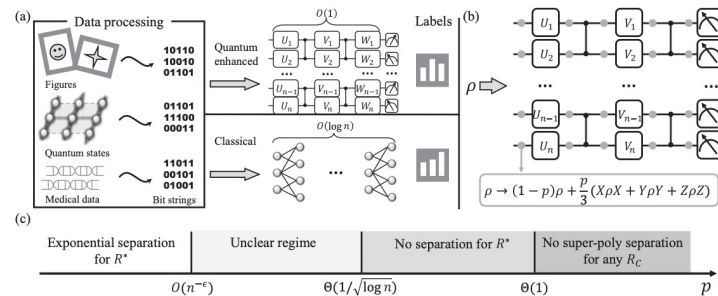 (a)
Data processing
Figures
10110
10010
01101
Quantum states
01101
11100
00011
Medical data
11011
00101
01001
Bit strings
Quantum
enhanced
O(1)
U₁ V₁ W₁
U₂ V₂ W₂
... ... ...
Uₙ₋₁ Vₙ₋₁ Wₙ₋₁
Uₙ Vₙ Wₙ
Classical
O(log n)
...
Labels
(b)
ρ
U₁ V₁
U₂ V₂
... ...
Uₙ₋₁ Vₙ₋₁
Uₙ Vₙ
ρ → (1 − p)ρ + p/3 (XρX + YρY + ZρZ)
(c)
Exponential separation
for R*
Unclear regime
No separation for R*
No super-poly separation
for any R_C
O(n⁻ᵋ) Θ(1/√log n) Θ(1) p